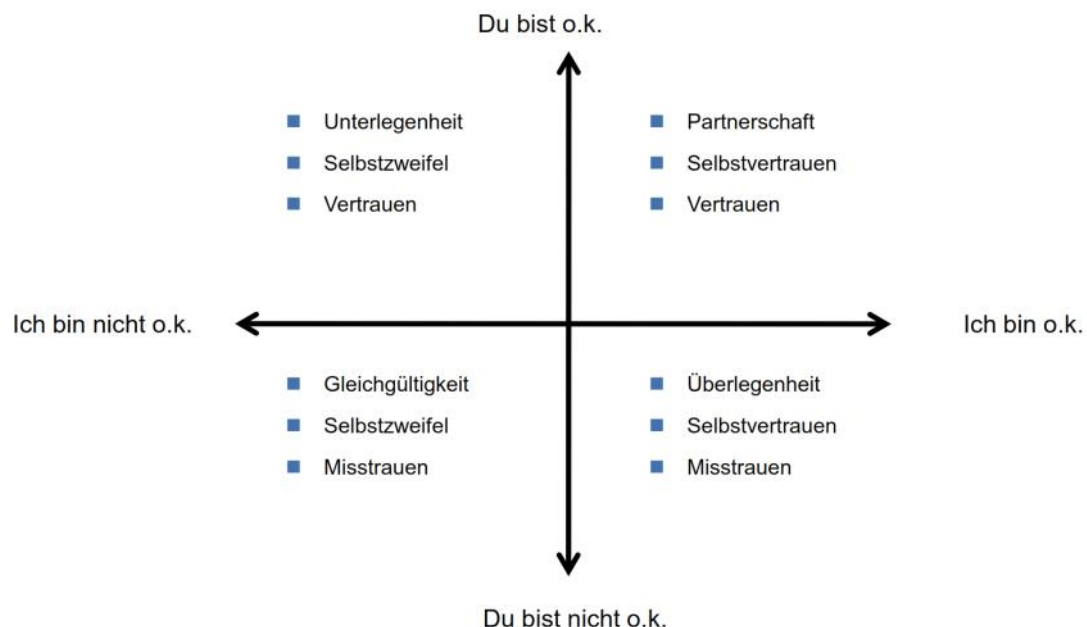 Du bist o.k.
Unterlegenheit
Selbstzweifel
Vertrauen
Partnerschaft
Selbstvertrauen
Vertrauen
Ich bin nicht o.k.
Ich bin o.k.
Gleichgültigkeit
Selbstzweifel
Misstrauen
Überlegenheit
Selbstvertrauen
Misstrauen
Du bist nicht o.k.